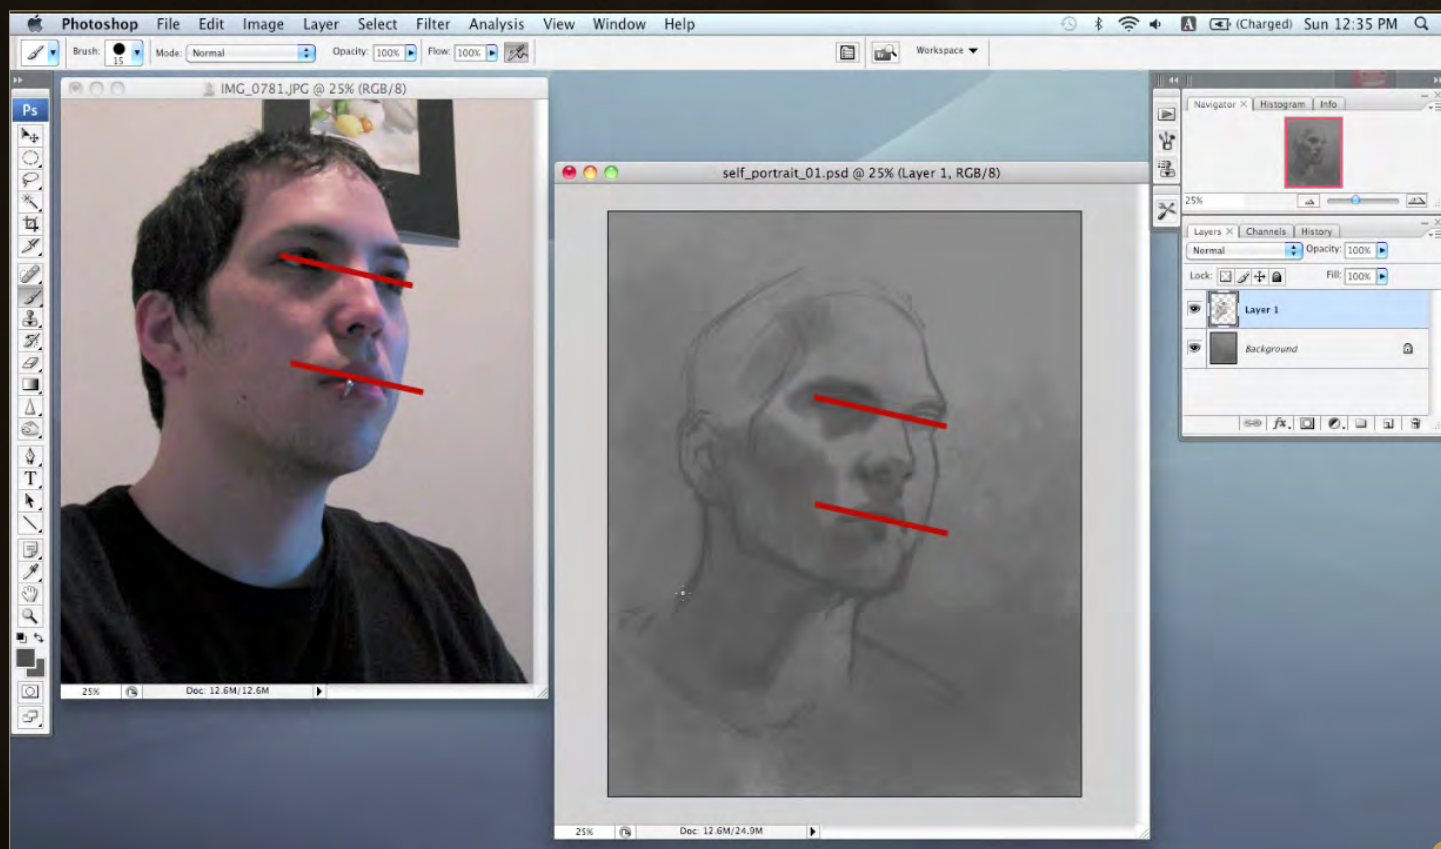 Photoshop File Edit Image Layer Select Filter Analysis View Window Help
(Charged) Sun 12:35 PM
Brush: 15 Mode: Normal Opacity: 100% Flow: 100% Workspace
IMG_0781.JPG @ 25% (RGB/8)
Ps
T
25% Doc: 12.6M/12.6M
self_portrait_01.psd @ 25% (Layer 1, RGB/8)
25% Doc: 12.6M/24.9M
Navigator × Histogram Info
25%
Layers × Channels History
Normal Opacity: 100%
Lock: Fill: 100%
Layer 1
Background
fx.